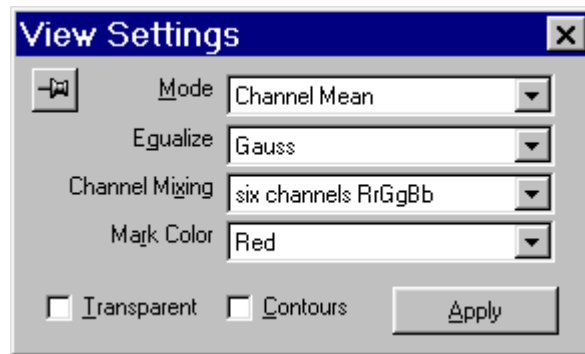 View Settings
Mode Channel Mean
Equalize Gauss
Channel Mixing six channels RrGgBb
Mark Color Red
Transparent Contours Apply